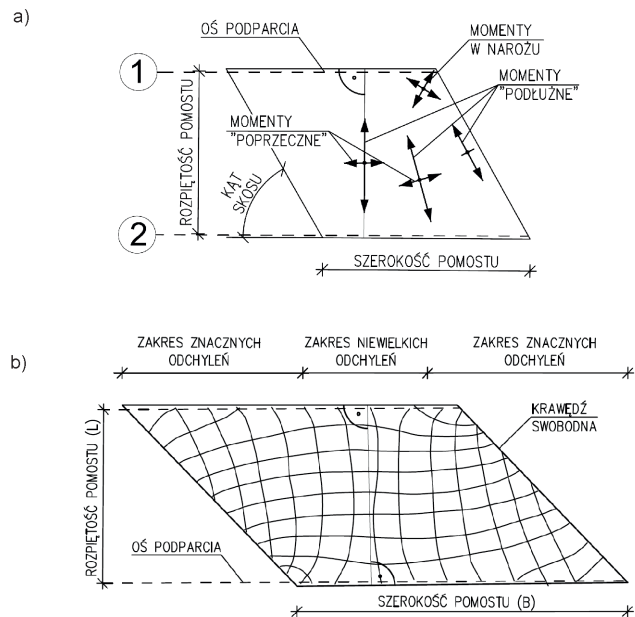 a)
OŚ PODPARCIA
MOMENTY
W NAROŻU
1
MOMENTY
"PODŁUŻNE"
MOMENTY
"POPRZECZNE"
ROZPIĘTOŚĆ POMOSTU
KĄT
SKOSU
2
SZEROKOŚĆ POMOSTU
b)
ZAKRES ZNACZNYCH
ODCHYLEŃ
ZAKRES NIEWIELKICH
ODCHYLEŃ
ZAKRES ZNACZNYCH
ODCHYLEŃ
KRAWĘDŹ
SWOBODNA
ROZPIĘTOŚĆ POMOSTU (L)
OŚ PODPARCIA
SZEROKOŚĆ POMOSTU (B)